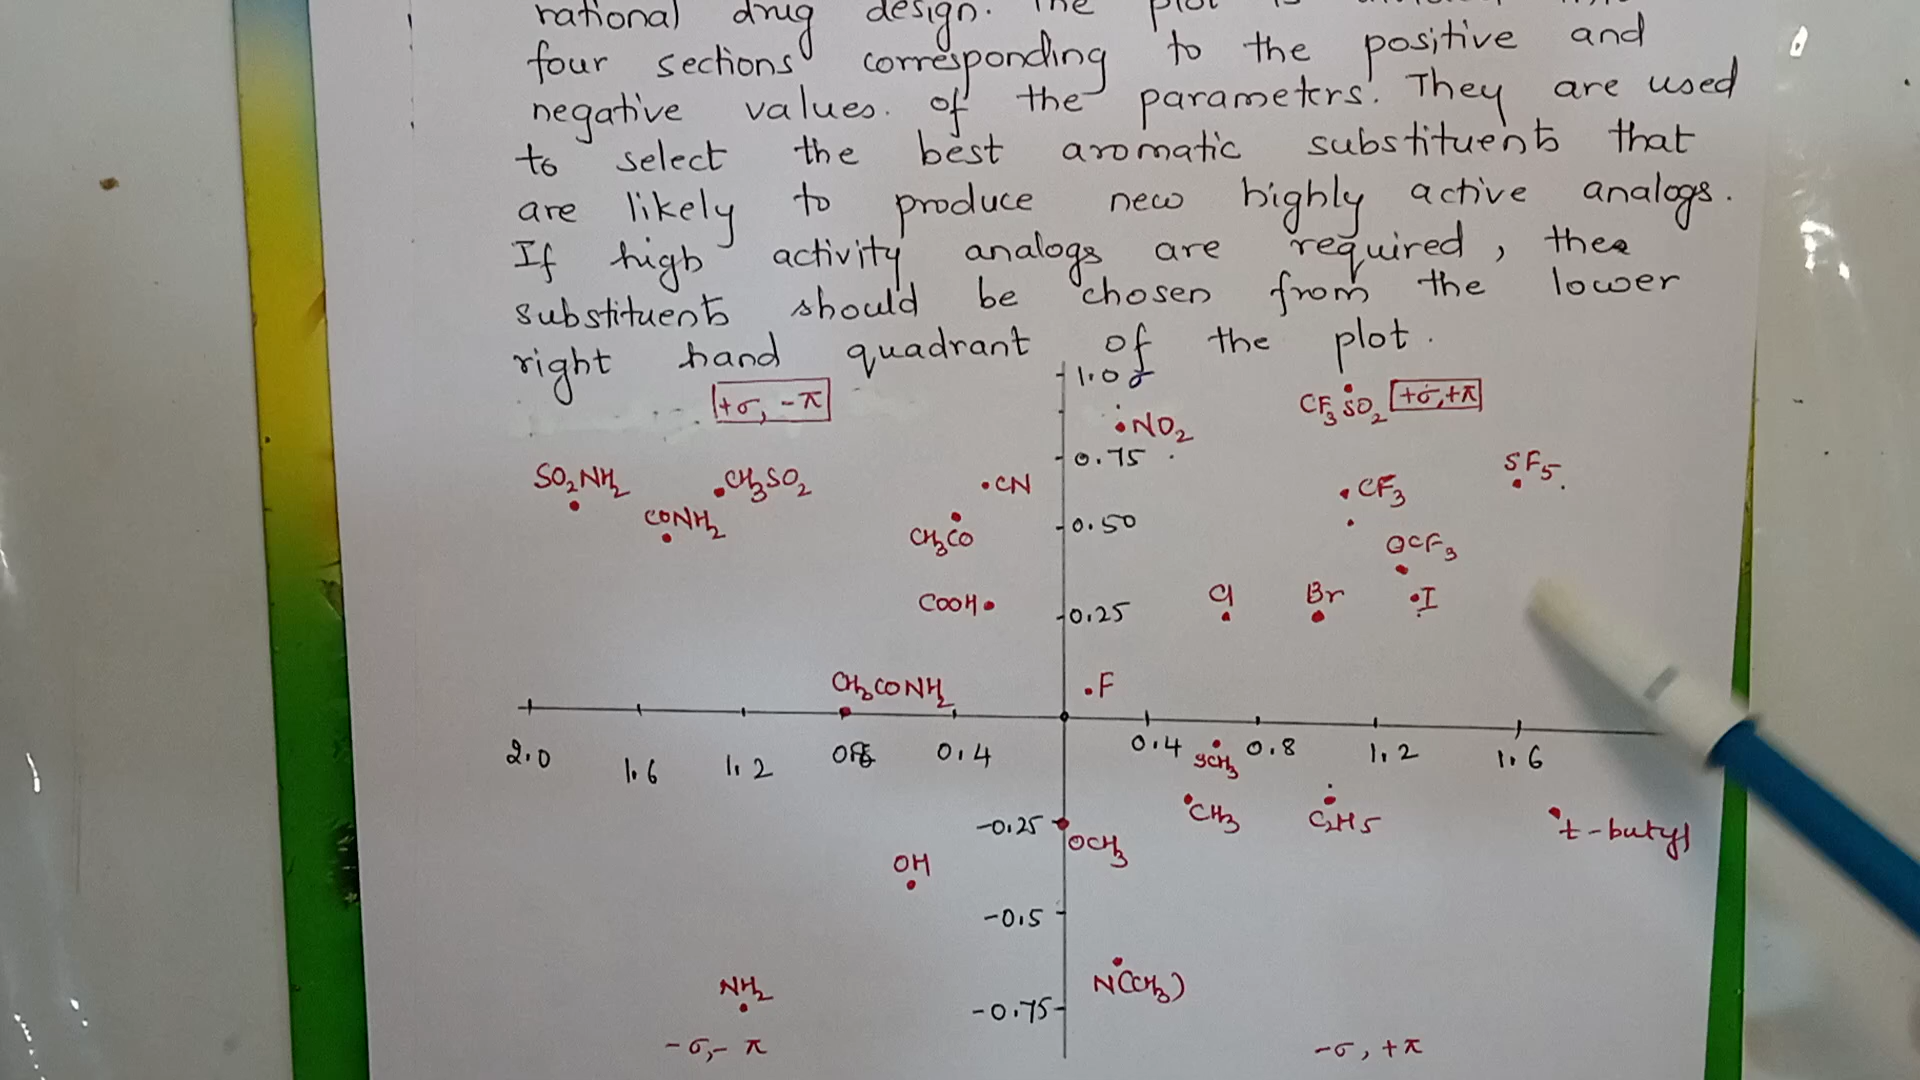 rational drug design. The plot is
four sections corresponding to the positive and
negative values. of the parameters. They are used
to select the best aromatic substituents that
are likely to produce new highly active analogs.
If high activity analogs are required, the
substituents should be chosen from the lower
right hand quadrant of the plot.
1.0 σ
+σ, -π
CF3SO2 +σ,+π
NO2
0.75
SO2NH2
CH3SO2
CN
CF3
SF5
CONH2
CH3CO
0.50
OCF3
COOH
0.25
Cl
Br
I
CH3CONH2
F
2.0 1.6 1.2 0.4 0.4 0.8 1.2 1.6
SCH3
CH3
C2H5
t-butyl
-0.25
OCH3
OH
-0.5
NH2
N(CH3)
-0.75
-σ,-π
-σ, +π